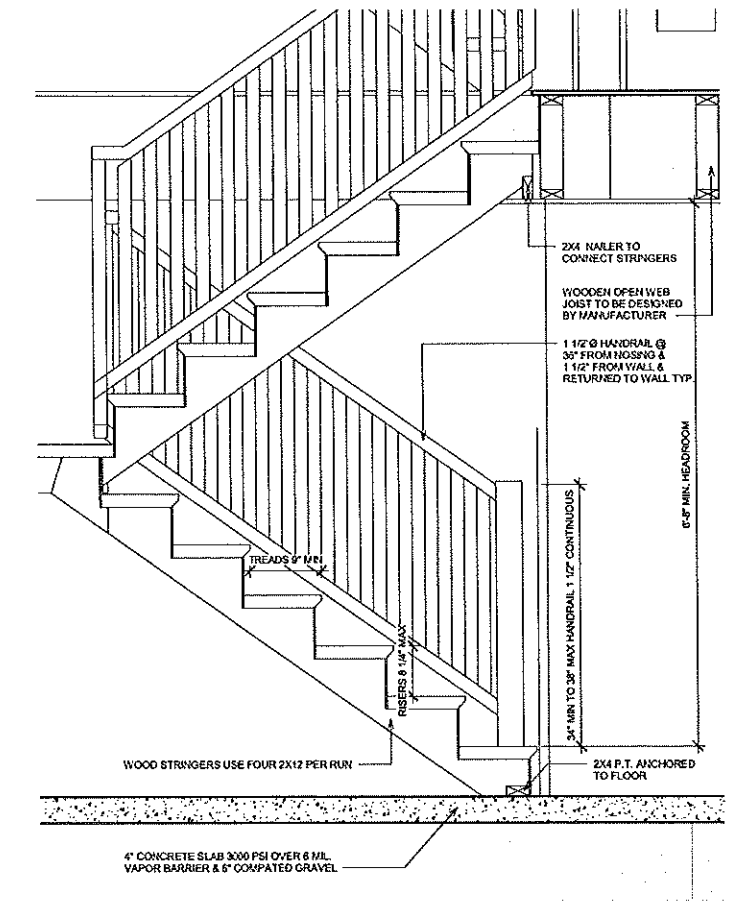 2X4 NAILER TO
CONNECT STRINGERS
WOODEN OPEN WEB
JOIST TO BE DESIGNED
BY MANUFACTURER
1 1/2" Ø HANDRAIL @
36" FROM NOSING &
1 1/2" FROM WALL &
RETURNED TO WALL TYP.
6'-8" MIN. HEADROOM
34" MIN TO 38" MAX HANDRAIL 1 1/2" CONTINUOUS
TREADS 9" MIN
RISERS 8 1/4" MAX
WOOD STRINGERS USE FOUR 2X12 PER RUN
2X4 P.T. ANCHORED
TO FLOOR
4" CONCRETE SLAB 3000 PSI OVER 6 MIL.
VAPOR BARRIER & 6" COMPATED GRAVEL